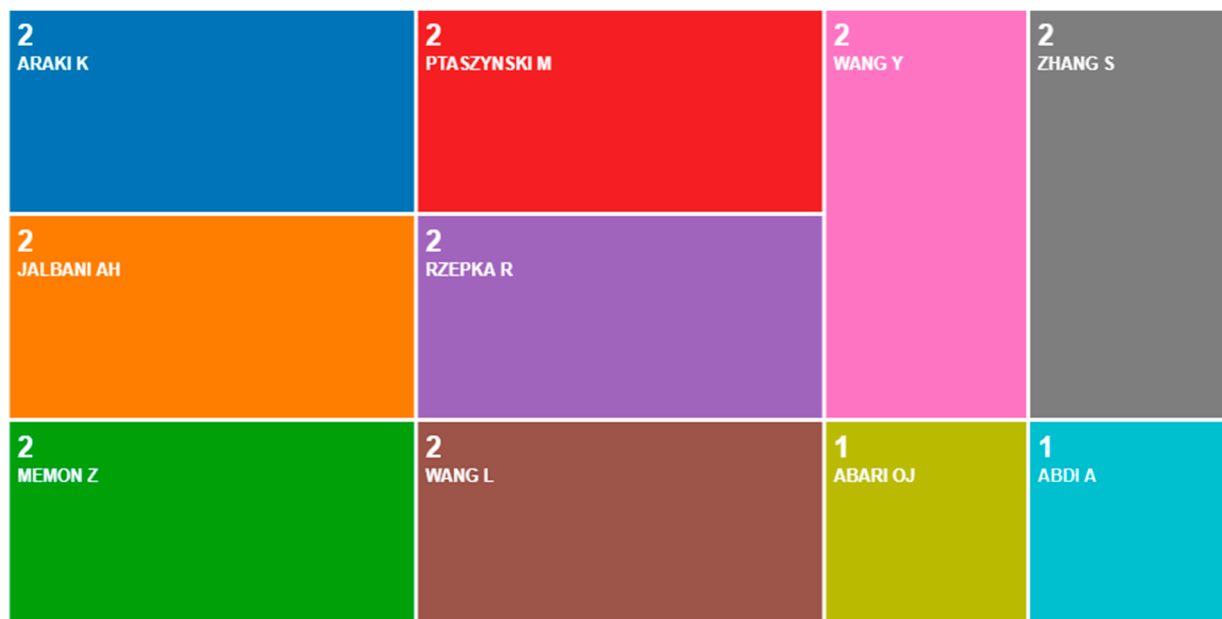 2
ARAKI K
2
PTASZYNSKI M
2
WANG Y
2
ZHANG S
2
JALBANI AH
2
RZEPKA R
2
MEMON Z
2
WANG L
1
ABARI OJ
1
ABDI A